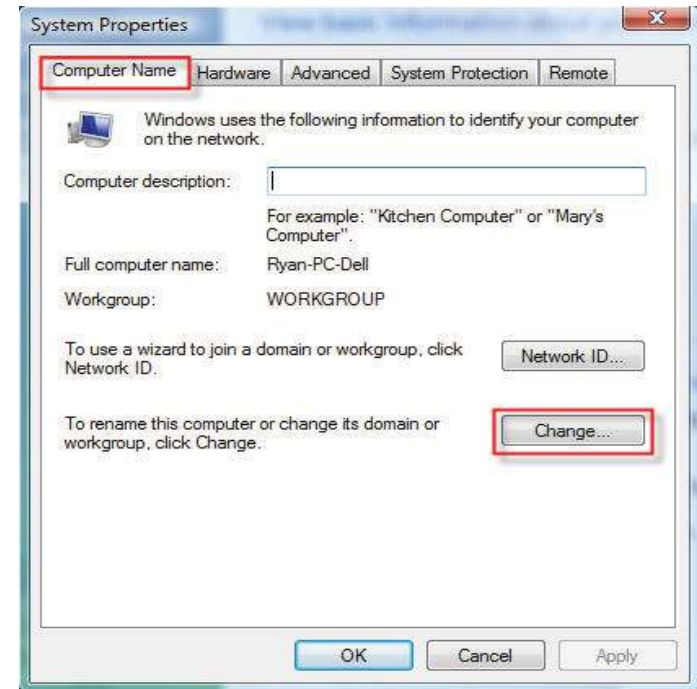 System Properties
Computer Name Hardware Advanced System Protection Remote
Windows uses the following information to identify your computer
on the network.
Computer description:
For example: "Kitchen Computer" or "Mary's
Computer".
Full computer name: Ryan-PC-Dell
Workgroup: WORKGROUP
To use a wizard to join a domain or workgroup, click
Network ID.
Network ID...
To rename this computer or change its domain or
workgroup, click Change.
Change...
OK Cancel Apply